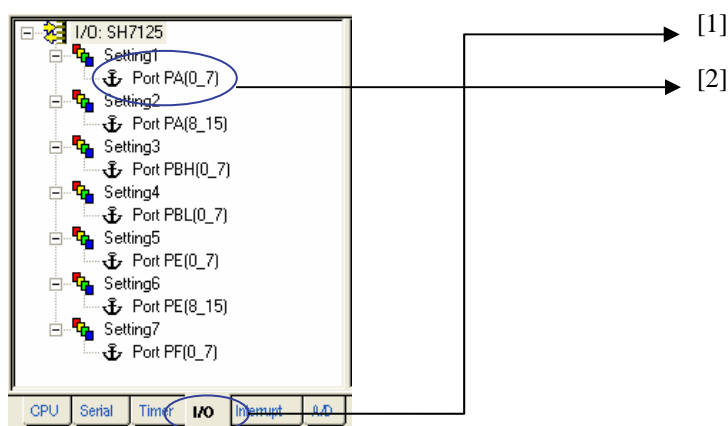 I/O: SH7125
[1]
Setting1
Port PA(0_7)
[2]
Setting2
Port PA(8_15)
Setting3
Port PBH(0_7)
Setting4
Port PBL(0_7)
Setting5
Port PE(0_7)
Setting6
Port PE(8_15)
Setting7
Port PF(0_7)
CPU Serial Timer I/O Interrupt A/D